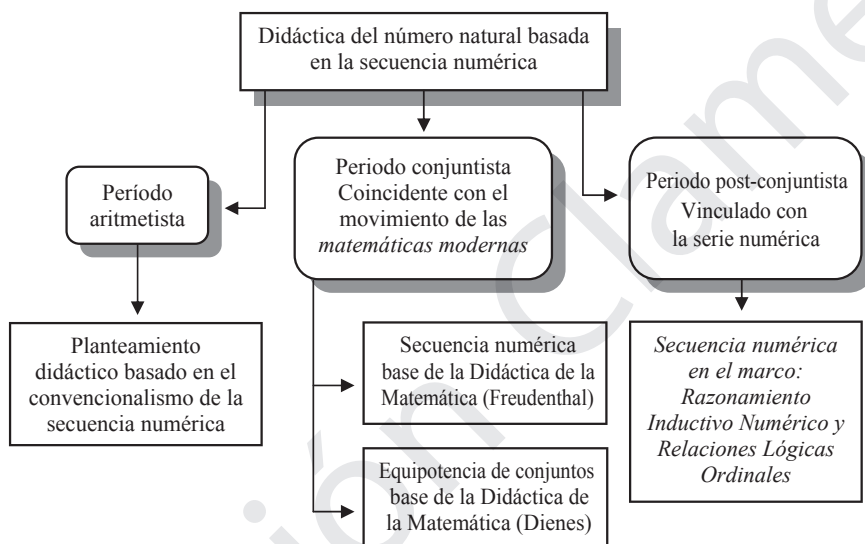 Didáctica del número natural basada
en la secuencia numérica
Período
aritmetista
Periodo conjuntista
Coincidente con el
movimiento de las
matemáticas modernas
Periodo post-conjuntista
Vinculado con
la serie numérica
Planteamiento
didáctico basado en el
convencionalismo de la
secuencia numérica
Secuencia numérica
base de la Didáctica de la
Matemática (Freudenthal)
Equipotencia de conjuntos
base de la Didáctica de
la Matemática (Dienes)
Secuencia numérica
en el marco:
Razonamiento
Inductivo Numérico y
Relaciones Lógicas
Ordinales
ión Clame